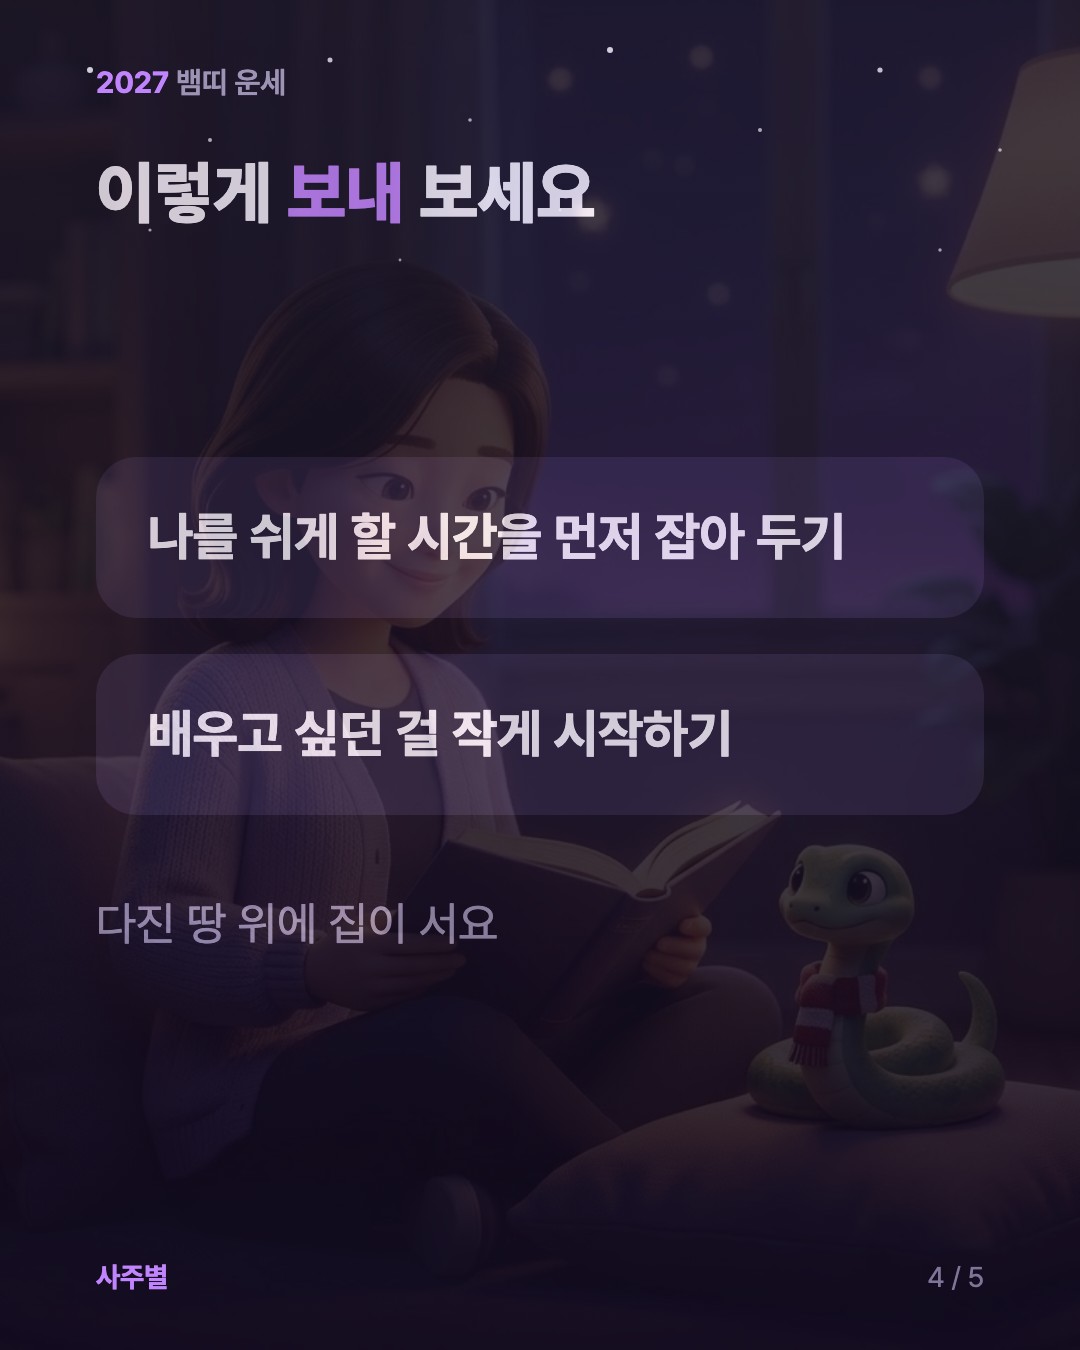 2027 뱀띠 운세
이렇게 보내 보세요
나를 쉬게 할 시간을 먼저 잡아 두기
배우고 싶던 걸 작게 시작하기
다진 땅 위에 집이 서요
사주별
4 / 5